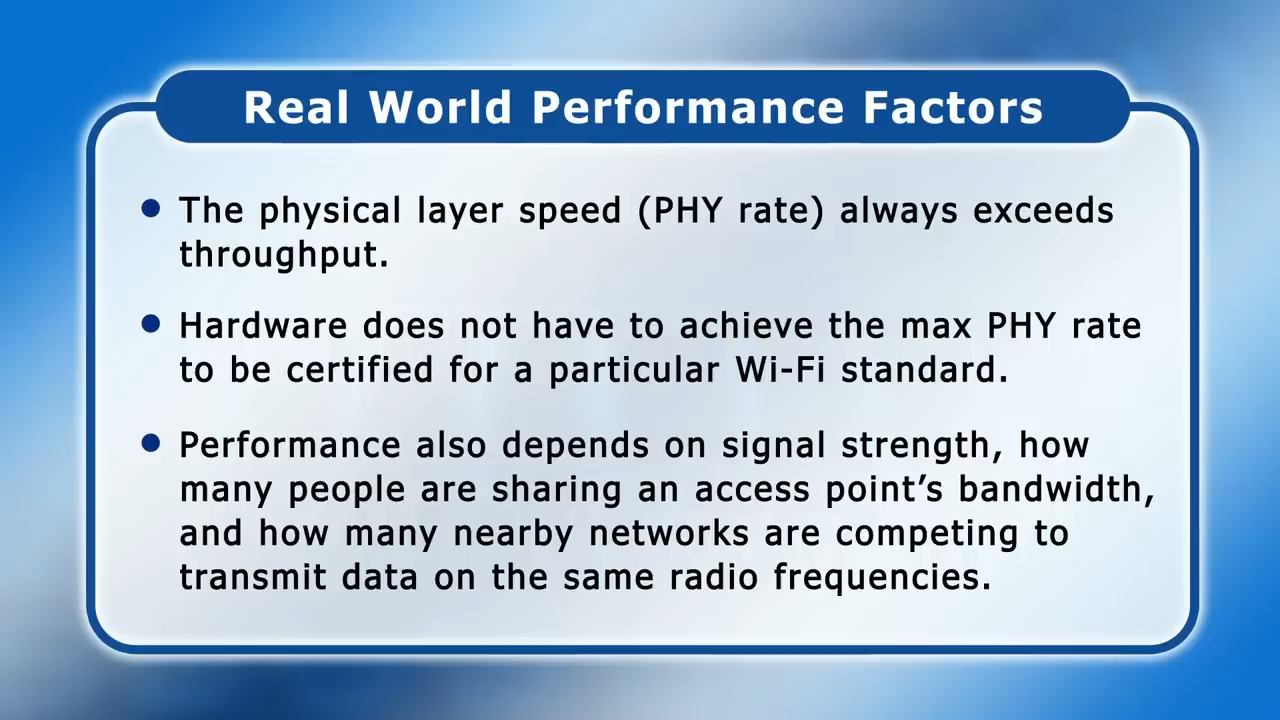 Real World Performance Factors
• The physical layer speed (PHY rate) always exceeds
throughput.
• Hardware does not have to achieve the max PHY rate
to be certified for a particular Wi-Fi standard.
• Performance also depends on signal strength, how
many people are sharing an access point’s bandwidth,
and how many nearby networks are competing to
transmit data on the same radio frequencies.